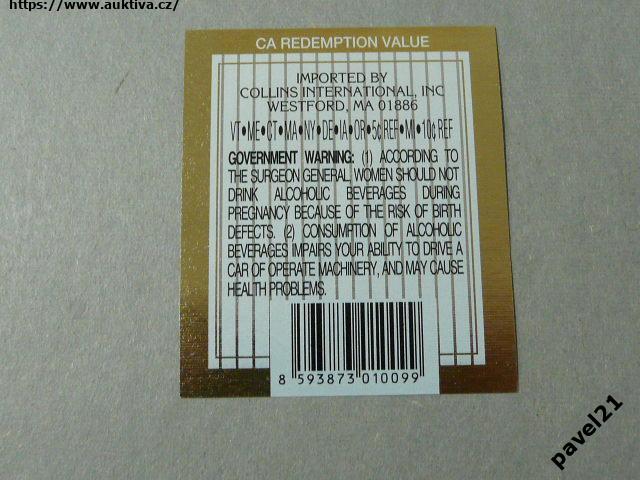 https://www.auktiva.cz/
CA REDEMPTION VALUE
IMPORTED BY
COLLINS INTERNATIONAL, INC
WESTFORD, MA 01886
VT•ME•CT•MA•NY•DE•IA•OR•5¢ REF•MI•10¢ REF
GOVERNMENT WARNING: (1) ACCORDING TO
THE SURGEON GENERAL, WOMEN SHOULD NOT
DRINK ALCOHOLIC BEVERAGES DURING
PREGNANCY BECAUSE OF THE RISK OF BIRTH
DEFECTS. (2) CONSUMPTION OF ALCOHOLIC
BEVERAGES IMPAIRS YOUR ABILITY TO DRIVE A
CAR OF OPERATE MACHINERY, AND MAY CAUSE
HEALTH PROBLEMS.
8 593873 010099
pavel21